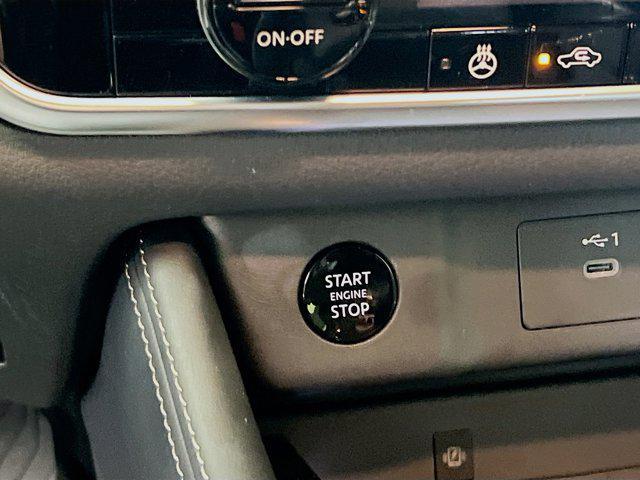 ON·OFF
START
ENGINE
STOP
1